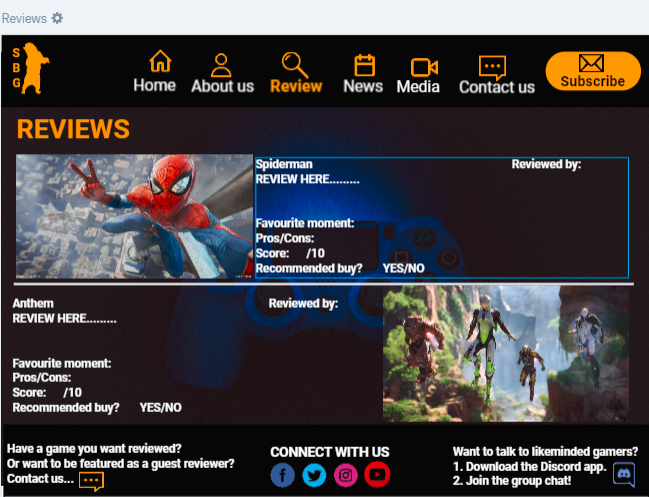 Reviews
S
B
G
Home About us Review News Media Contact us Subscribe
REVIEWS
Spiderman Reviewed by:
REVIEW HERE.........
Favourite moment:
Pros/Cons:
Score: /10
Recommended buy? YES/NO
Anthem Reviewed by:
REVIEW HERE.........
Favourite moment:
Pros/Cons:
Score: /10
Recommended buy? YES/NO
Have a game you want reviewed?
Or want to be featured as a guest reviewer?
Contact us...
CONNECT WITH US
Want to talk to likeminded gamers?
1. Download the Discord app.
2. Join the group chat!